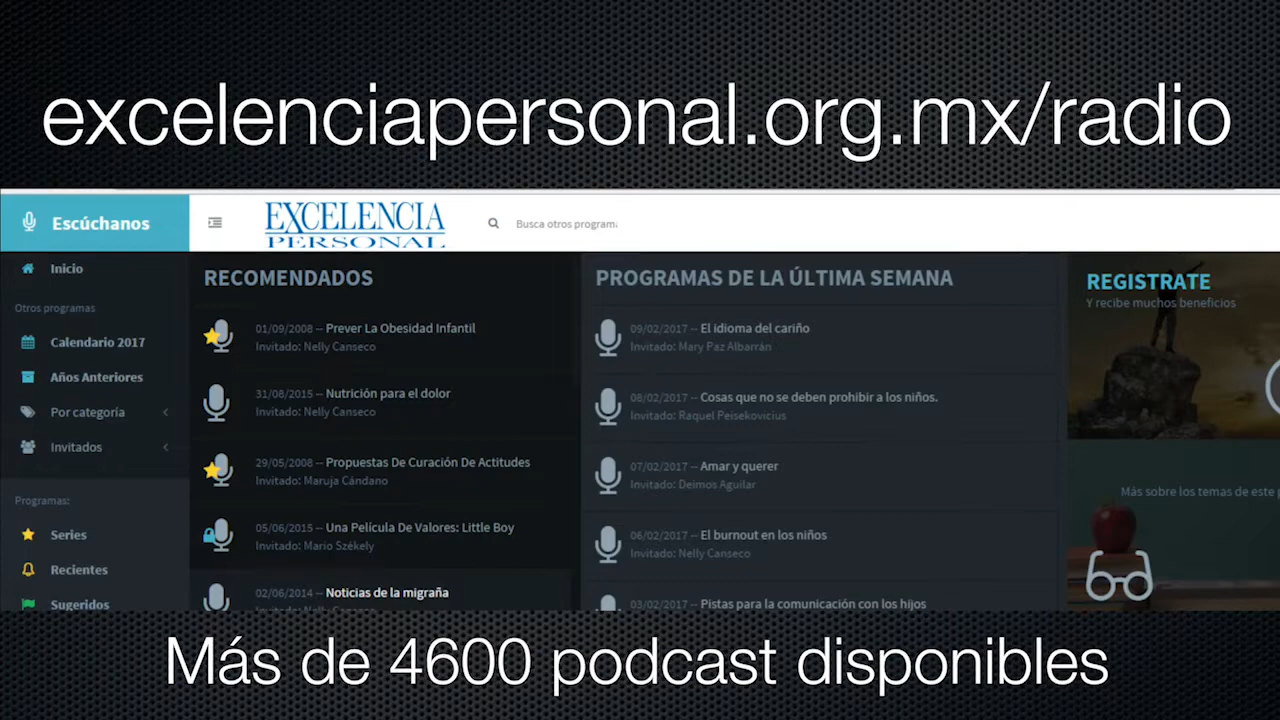 excelenciapersonal.org.mx/radio
Escúchanos
EXCELENCIA
PERSONAL
Busca otros programa
Inicio
Otros programas
Calendario 2017
Años Anteriores
Por categoría
Invitados
Programas:
Series
Recientes
Sugeridos
RECOMENDADOS
01/09/2008 -- Prever La Obesidad Infantil
Invitado: Nelly Canseco
31/08/2015 -- Nutrición para el dolor
Invitado: Nelly Canseco
29/05/2008 -- Propuestas De Curación De Actitudes
Invitado: Maruja Cándano
05/06/2015 -- Una Película De Valores: Little Boy
Invitado: Mario Székely
02/06/2014 -- Noticias de la migraña
Invitado: Nelly Canseco
PROGRAMAS DE LA ÚLTIMA SEMANA
09/02/2017 -- El idioma del cariño
Invitado: Mary Paz Albarrán
08/02/2017 -- Cosas que no se deben prohibir a los niños.
Invitado: Raquel Peisekovicius
07/02/2017 -- Amar y querer
Invitado: Deimos Aguilar
06/02/2017 -- El burnout en los niños
Invitado: Nelly Canseco
03/02/2017 -- Pistas para la comunicación con los hijos
REGISTRATE
Y recibe muchos beneficios
Más sobre los temas de este
Más de 4600 podcast disponibles